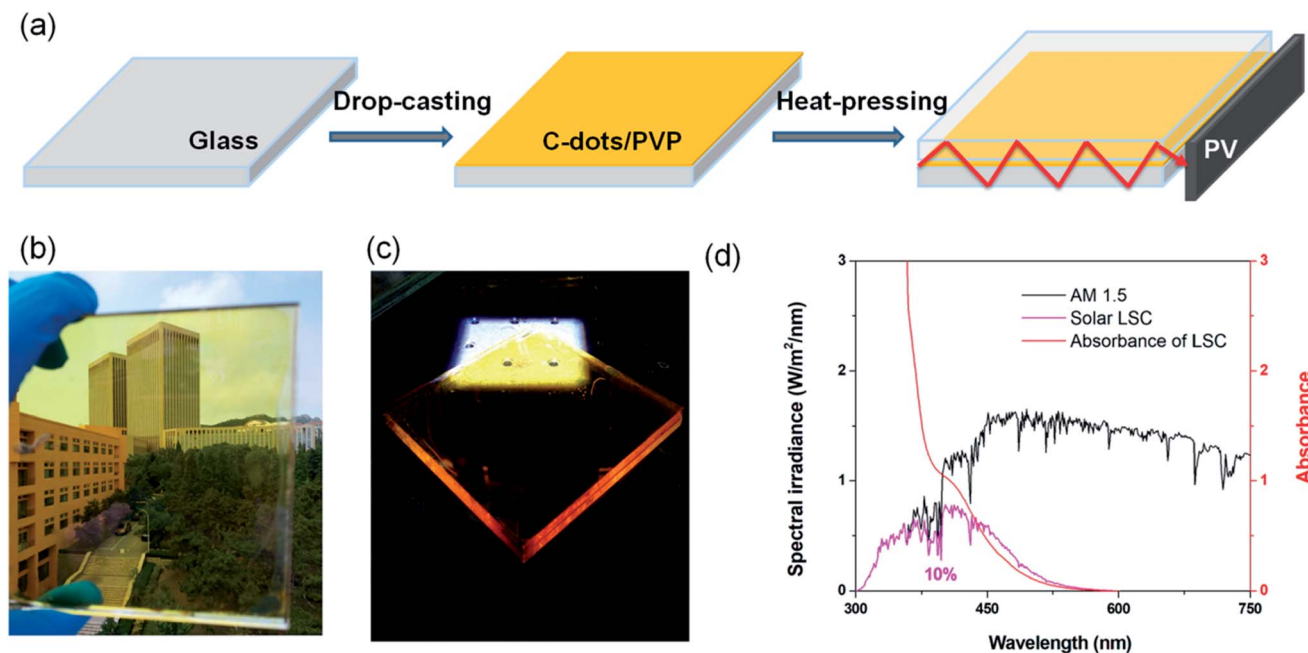 (a)
Glass
Drop-casting
C-dots/PVP
Heat-pressing
PV
(b)
(c)
(d)
Spectral irradiance (W/m²/nm)
3
2
1
0
AM 1.5
Solar LSC
Absorbance of LSC
10%
3
2
1
0
Absorbance
300
450
600
750
Wavelength (nm)